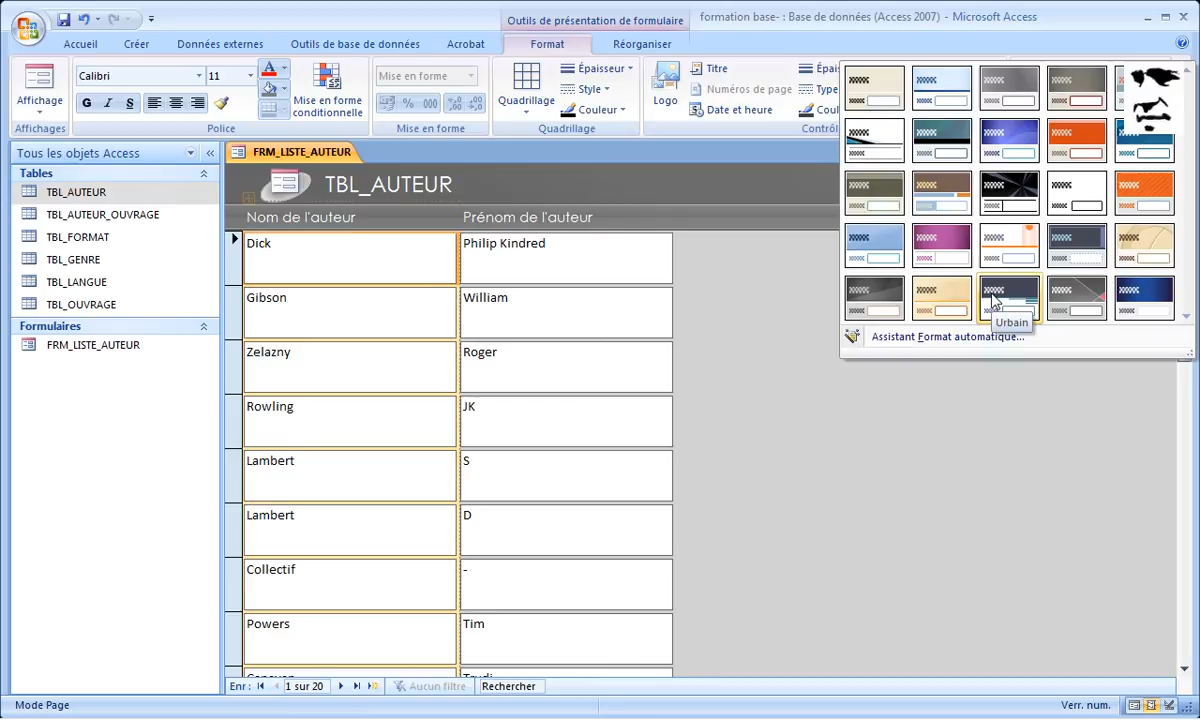 Outils de présentation de formulaire
formation base- : Base de données (Access 2007) - Microsoft Access
Accueil
Créer
Données externes
Outils de base de données
Acrobat
Format
Réorganiser
Affichage
Affichages
Calibri
11
G I S
Mise en forme conditionnelle
Police
Mise en forme
% 000
Mise en forme
Quadrillage
Épaisseur
Style
Couleur
Quadrillage
Logo
Titre
Numéros de page
Date et heure
Épai
Type
Cou
Contrôl
Urbain
Assistant Format automatique...
Tous les objets Access
Tables
TBL_AUTEUR
TBL_AUTEUR_OUVRAGE
TBL_FORMAT
TBL_GENRE
TBL_LANGUE
TBL_OUVRAGE
Formulaires
FRM_LISTE_AUTEUR
FRM_LISTE_AUTEUR
TBL_AUTEUR
Nom de l'auteur Prénom de l'auteur
Dick Philip Kindred
Gibson William
Zelazny Roger
Rowling JK
Lambert S
Lambert D
Collectif -
Powers Tim
Enr : 1 sur 20 Aucun filtre Rechercher
Mode Page
Verr. num.